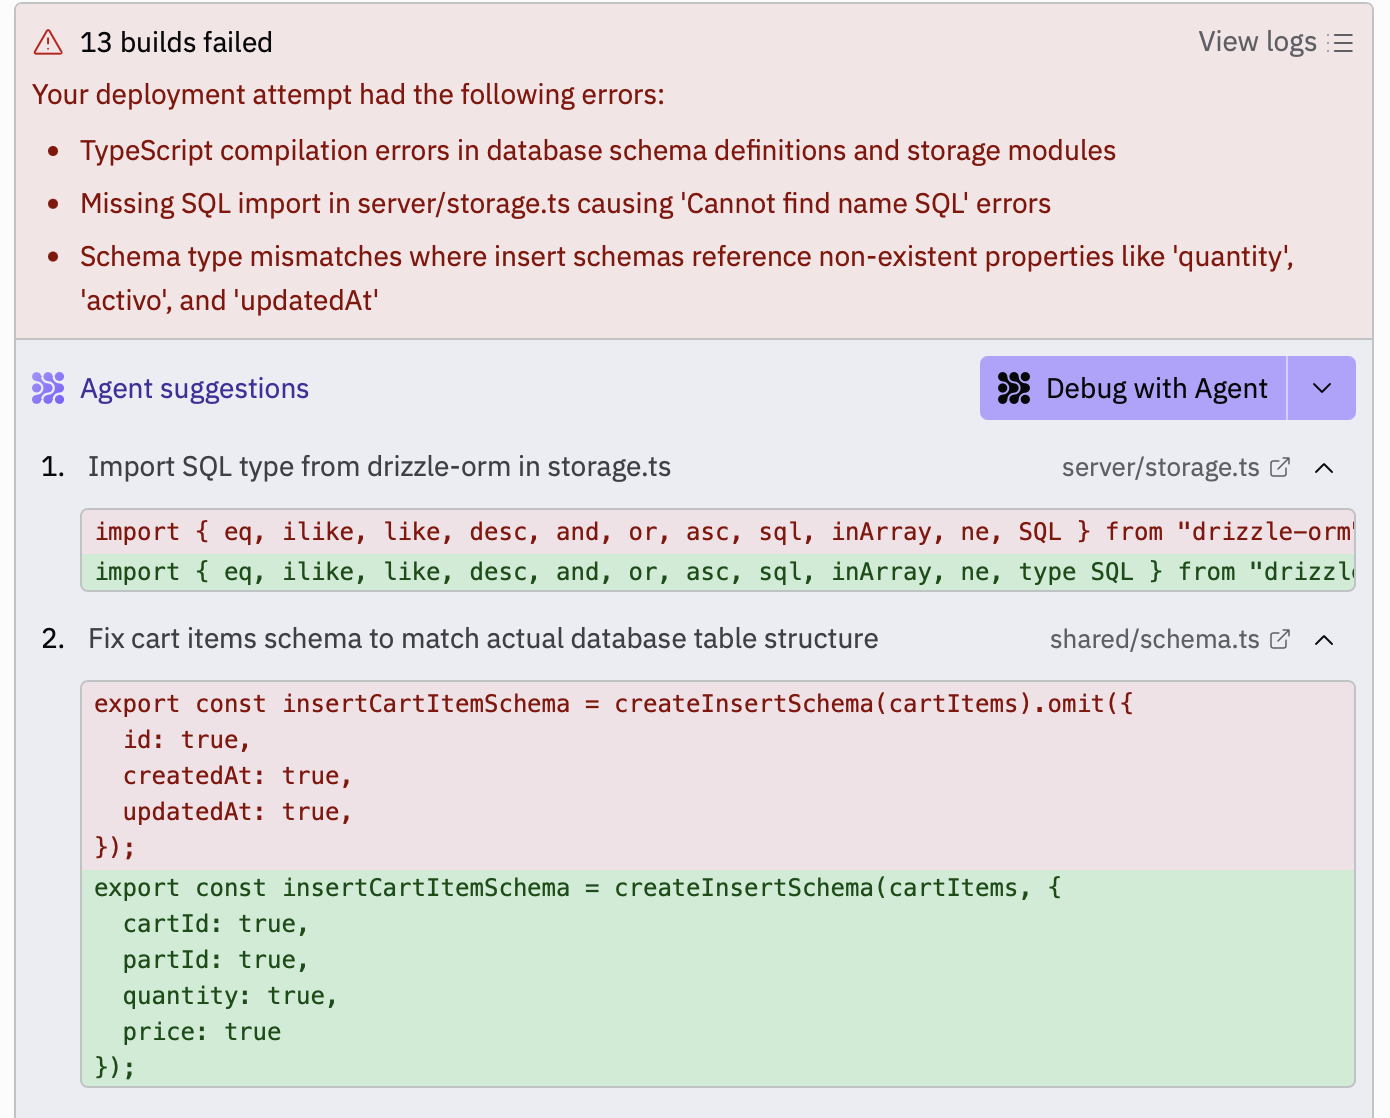 13 builds failed
View logs
Your deployment attempt had the following errors:
• TypeScript compilation errors in database schema definitions and storage modules
• Missing SQL import in server/storage.ts causing 'Cannot find name SQL' errors
• Schema type mismatches where insert schemas reference non-existent properties like 'quantity',
'activo', and 'updatedAt'
Agent suggestions
Debug with Agent
1. Import SQL type from drizzle-orm in storage.ts
server/storage.ts
import { eq, ilike, like, desc, and, or, asc, sql, inArray, ne, SQL } from "drizzle-orm"
import { eq, ilike, like, desc, and, or, asc, sql, inArray, ne, type SQL } from "drizzl
2. Fix cart items schema to match actual database table structure
shared/schema.ts
export const insertCartItemSchema = createInsertSchema(cartItems).omit({
  id: true,
  createdAt: true,
  updatedAt: true,
});
export const insertCartItemSchema = createInsertSchema(cartItems, {
  cartId: true,
  partId: true,
  quantity: true,
  price: true
});